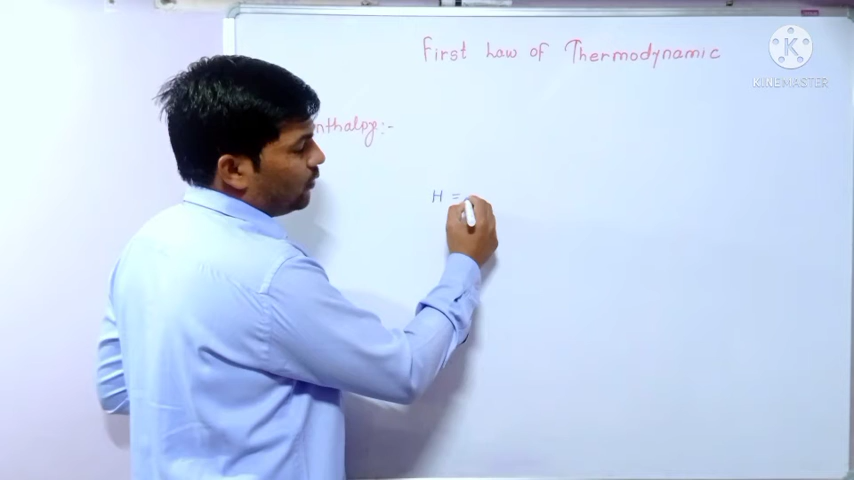 First Law of Thermodynamic
K
KINEMASTER
nthalpy:-
H =